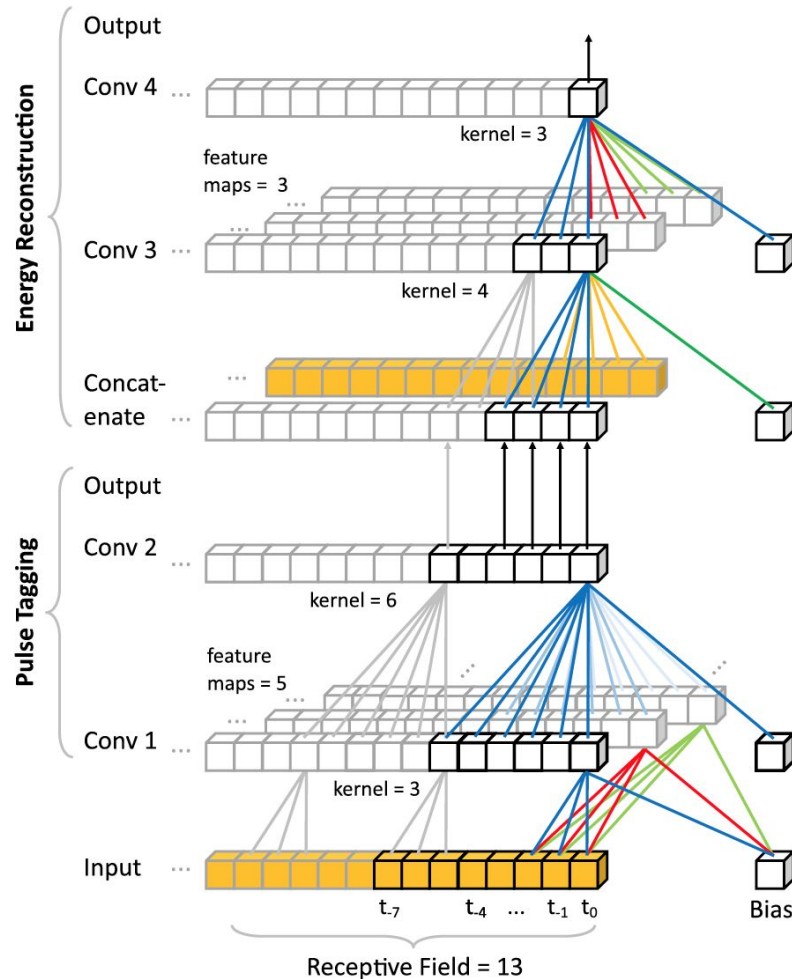 Output
Conv 4 ...
kernel = 3
feature
maps = 3
...
...
Conv 3 ...
kernel = 4
...
Concat-
enate ...
Energy Reconstruction
Output
Conv 2 ...
kernel = 6
feature
maps = 5
...
...
...
...
Conv 1 ...
kernel = 3
Pulse Tagging
Input ...
t-7 t-4 ... t-1 t0 Bias
Receptive Field = 13